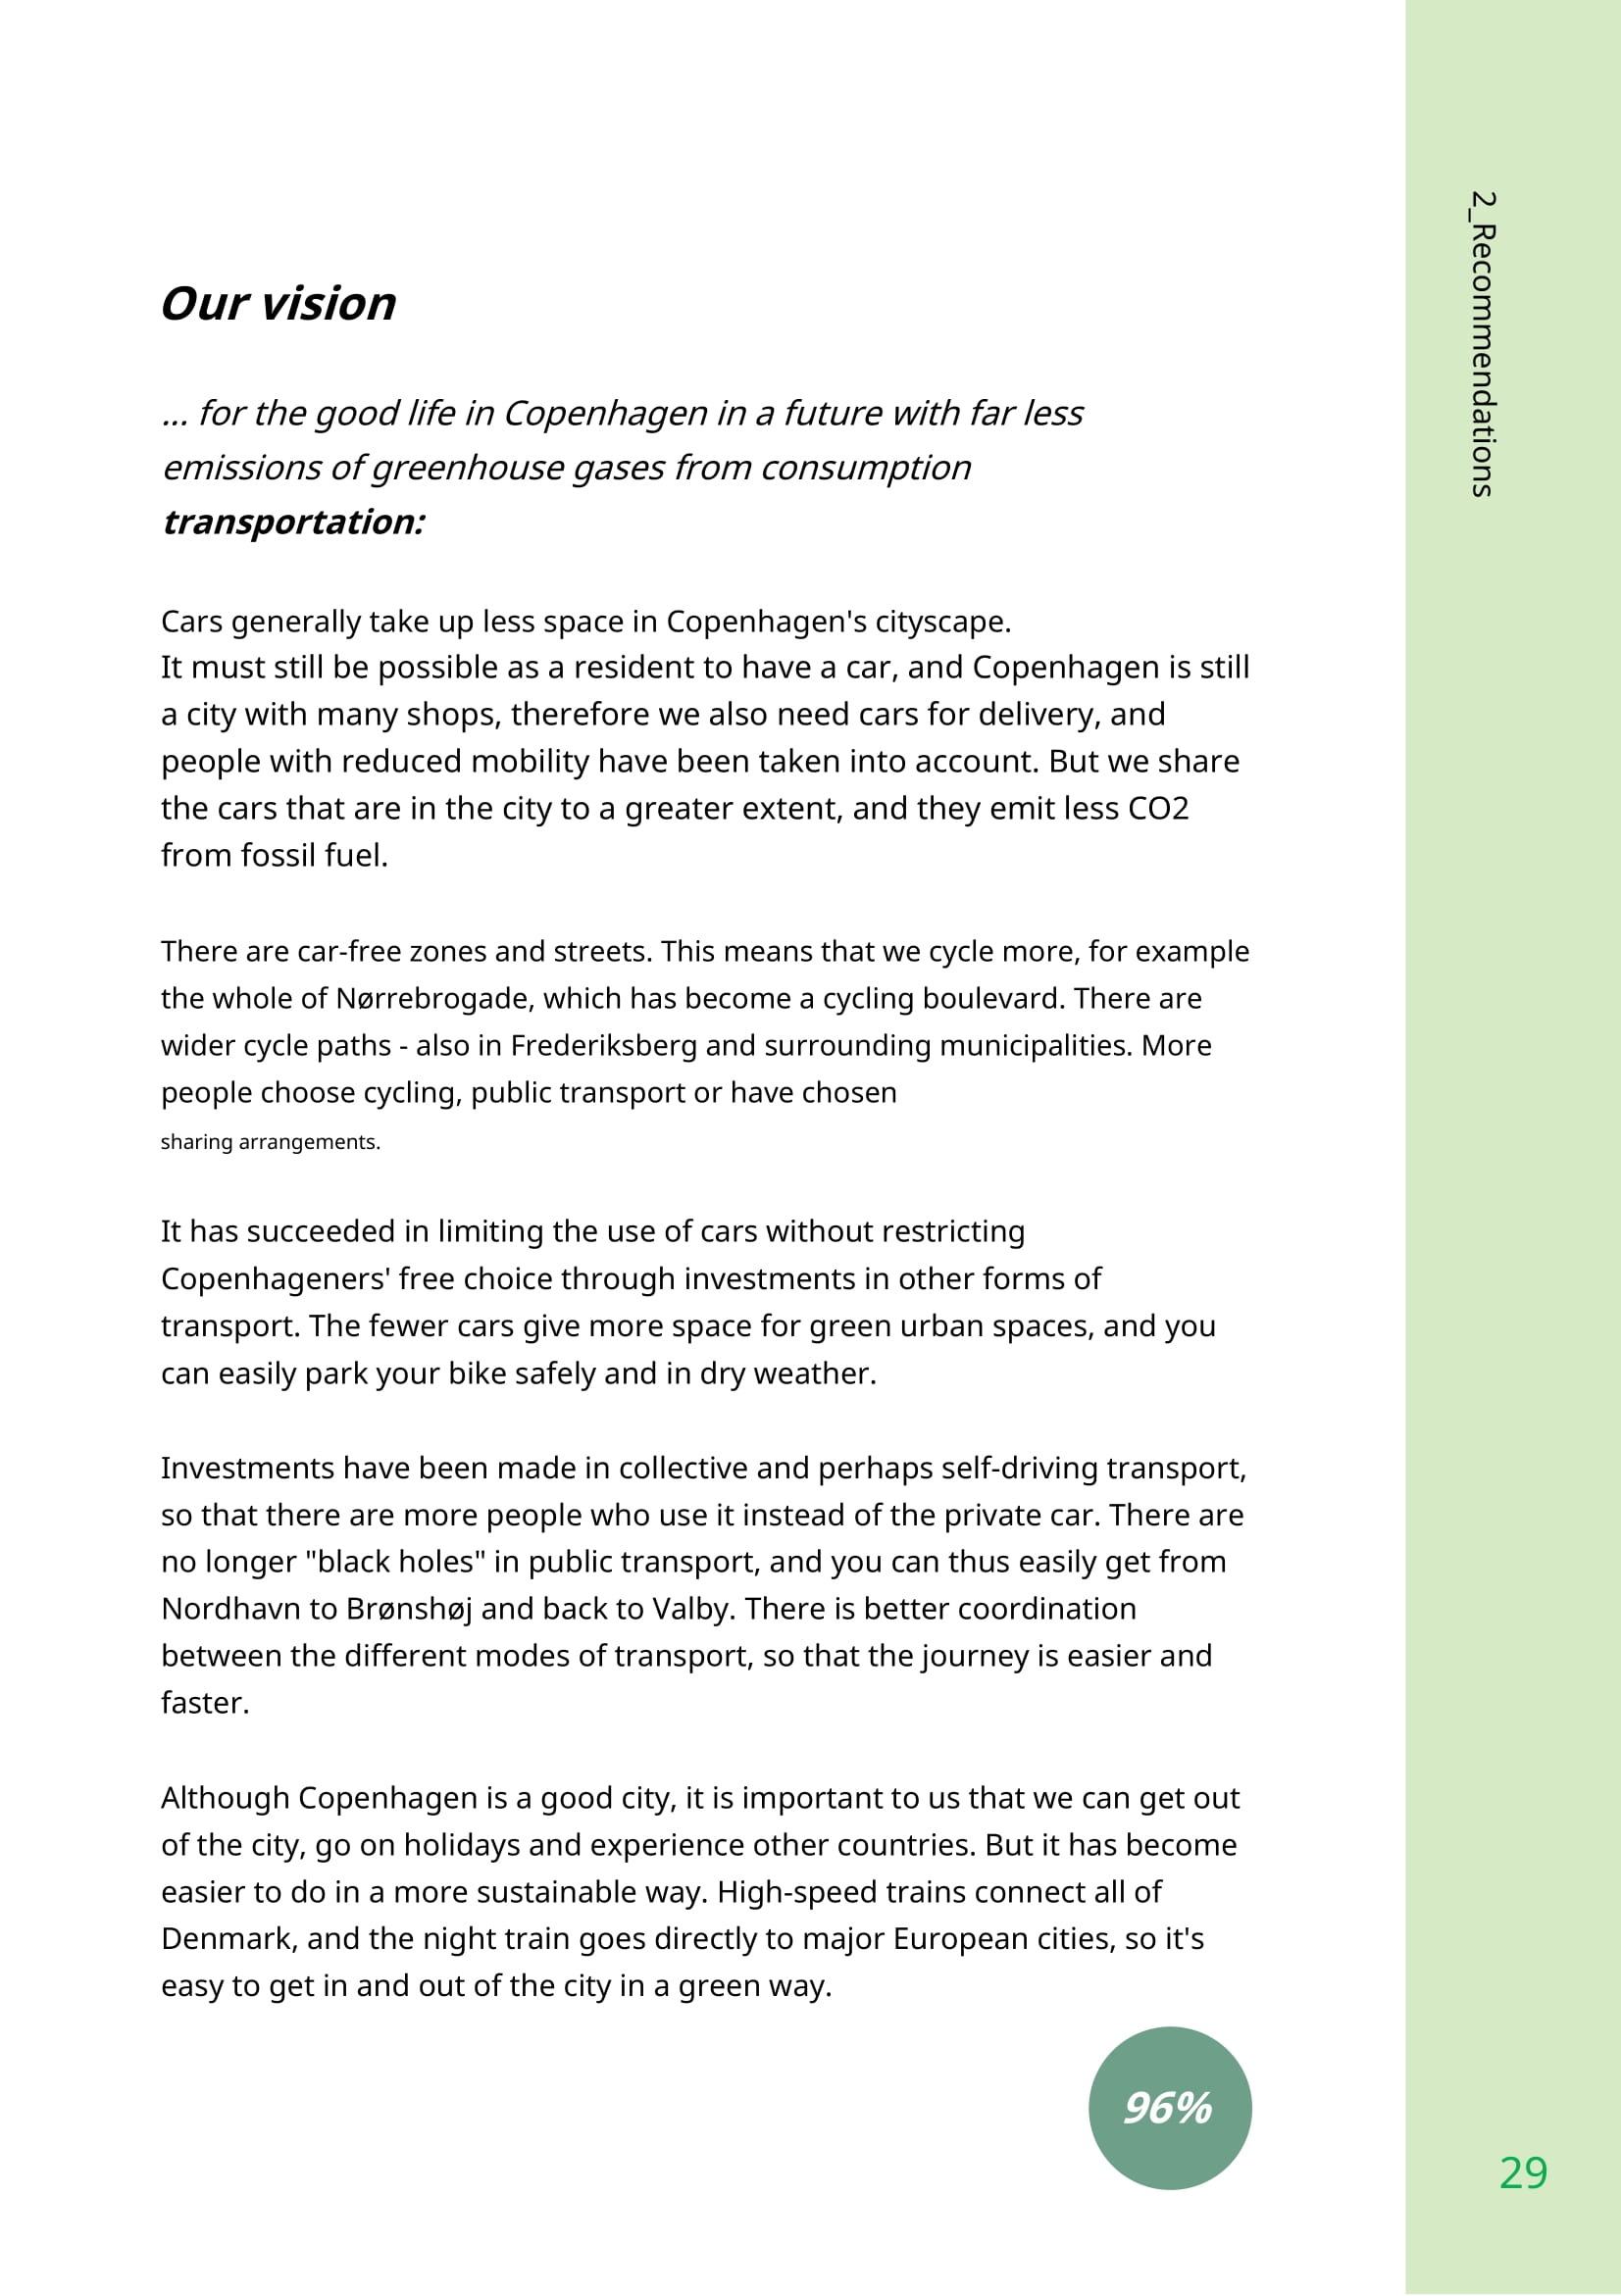 2_Recommendations
Our vision
... for the good life in Copenhagen in a future with far less
emissions of greenhouse gases from consumption
transportation:
Cars generally take up less space in Copenhagen's cityscape.
It must still be possible as a resident to have a car, and Copenhagen is still
a city with many shops, therefore we also need cars for delivery, and
people with reduced mobility have been taken into account. But we share
the cars that are in the city to a greater extent, and they emit less CO2
from fossil fuel.
There are car-free zones and streets. This means that we cycle more, for example
the whole of Nørrebrogade, which has become a cycling boulevard. There are
wider cycle paths - also in Frederiksberg and surrounding municipalities. More
people choose cycling, public transport or have chosen
sharing arrangements.
It has succeeded in limiting the use of cars without restricting
Copenhageners' free choice through investments in other forms of
transport. The fewer cars give more space for green urban spaces, and you
can easily park your bike safely and in dry weather.
Investments have been made in collective and perhaps self-driving transport,
so that there are more people who use it instead of the private car. There are
no longer "black holes" in public transport, and you can thus easily get from
Nordhavn to Brønshøj and back to Valby. There is better coordination
between the different modes of transport, so that the journey is easier and
faster.
Although Copenhagen is a good city, it is important to us that we can get out
of the city, go on holidays and experience other countries. But it has become
easier to do in a more sustainable way. High-speed trains connect all of
Denmark, and the night train goes directly to major European cities, so it's
easy to get in and out of the city in a green way.
96%
29